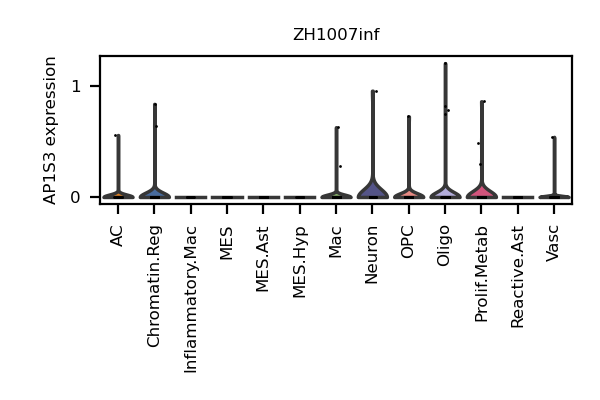 ZH1007inf
AP1S3 expression
1
0
AC
Chromatin.Reg
Inflammatory.Mac
MES
MES.Ast
MES.Hyp
Mac
Neuron
OPC
Oligo
Prolif.Metab
Reactive.Ast
Vasc